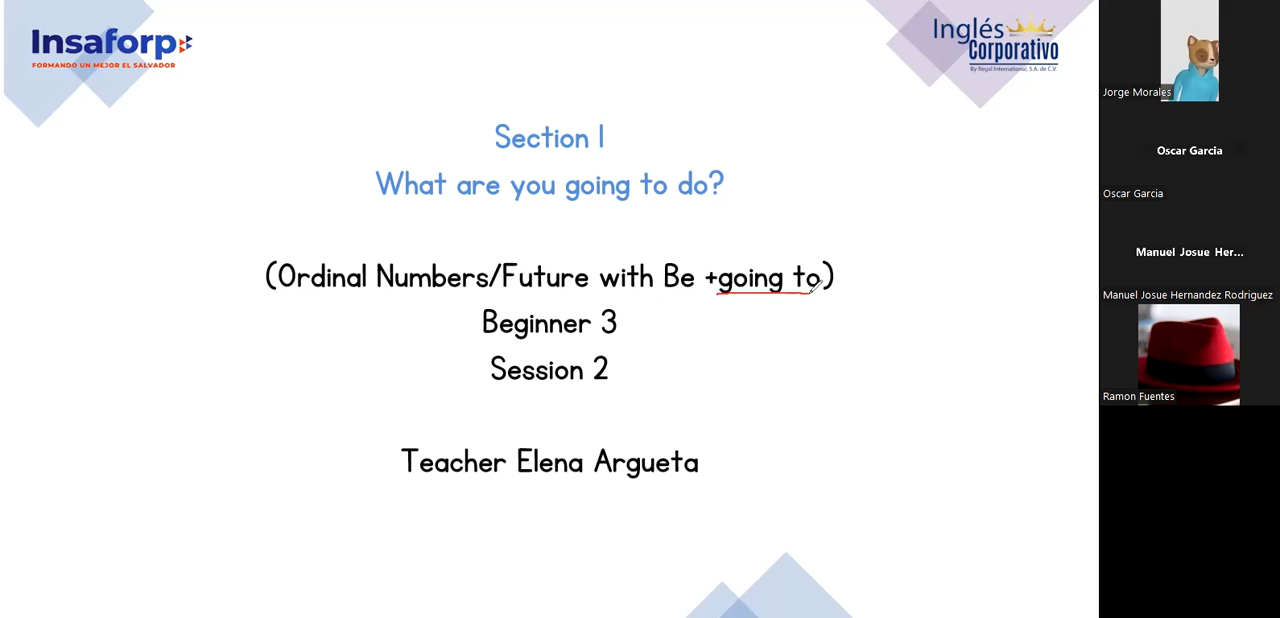 Insaforp
FORMANDO UN MEJOR EL SALVADOR
Inglés
Corporativo
By Regal International, S.A. de C.V.
Section 1
What are you going to do?
(Ordinal Numbers/Future with Be +going to)
Beginner 3
Session 2
Teacher Elena Argueta
Jorge Morales
Oscar Garcia
Oscar Garcia
Manuel Josue Her...
Manuel Josue Hernandez Rodriguez
Ramon Fuentes